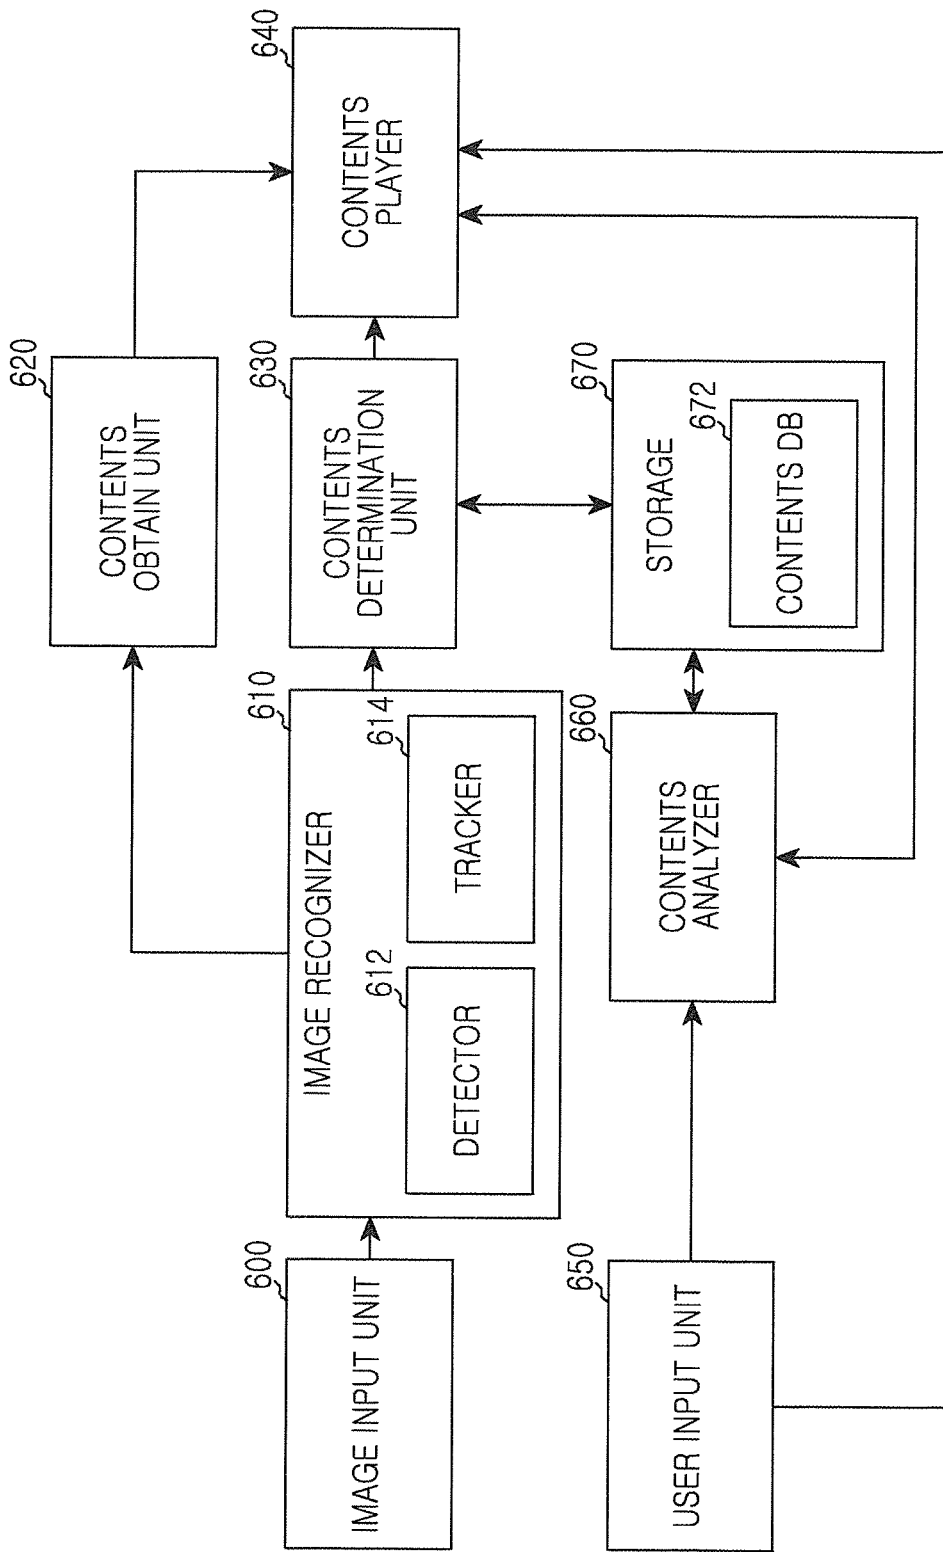 600
IMAGE INPUT UNIT
610
IMAGE RECOGNIZER
612
DETECTOR
614
TRACKER
620
CONTENTS
OBTAIN UNIT
630
CONTENTS
DETERMINATION
UNIT
640
CONTENTS
PLAYER
650
USER INPUT UNIT
660
CONTENTS
ANALYZER
670
STORAGE
672
CONTENTS DB